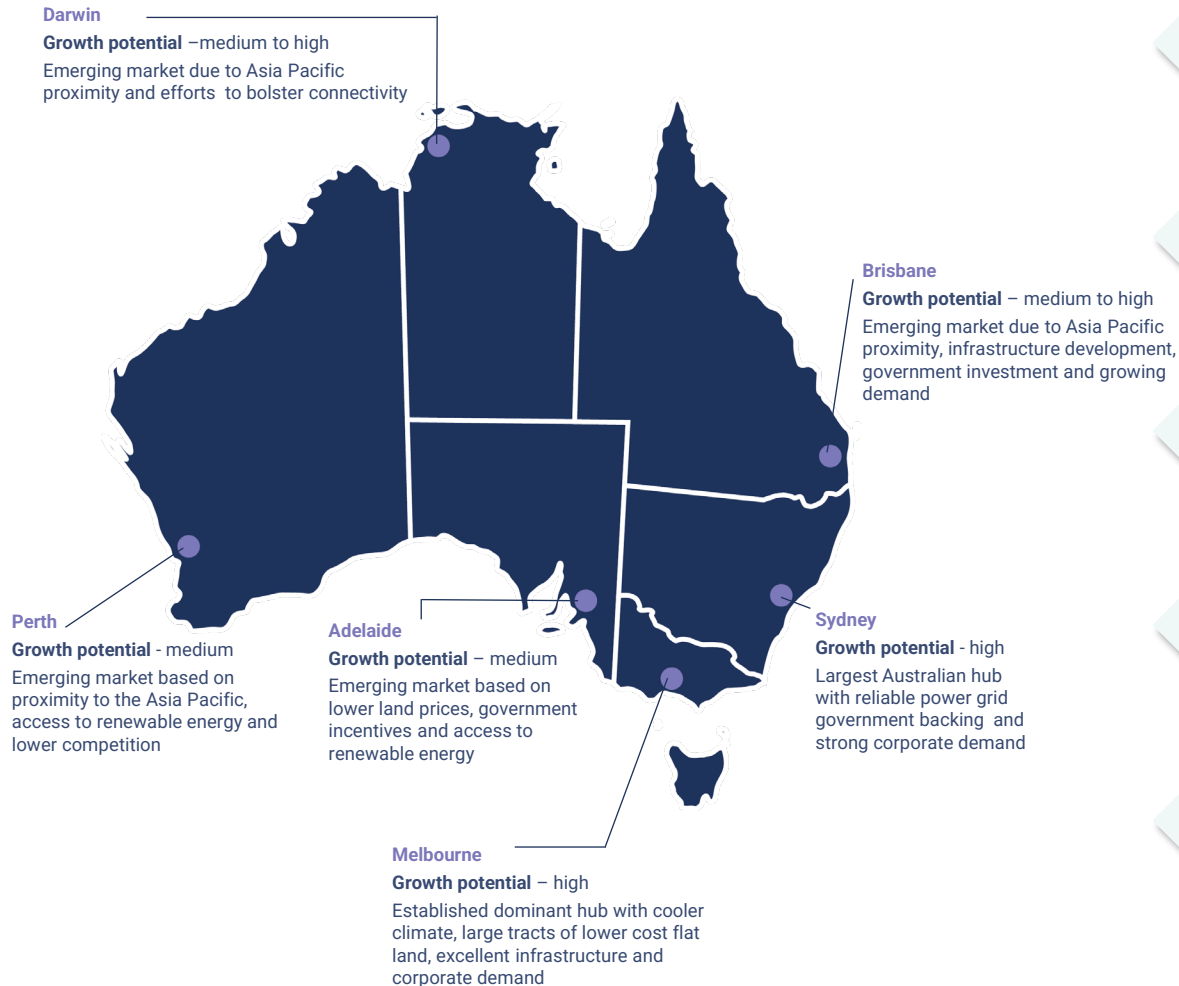 Darwin
Growth potential –medium to high
Emerging market due to Asia Pacific
proximity and efforts to bolster connectivity
Brisbane
Growth potential – medium to high
Emerging market due to Asia Pacific
proximity, infrastructure development,
government investment and growing
demand
Perth
Growth potential - medium
Emerging market based on
proximity to the Asia Pacific,
access to renewable energy and
lower competition
Adelaide
Growth potential – medium
Emerging market based on
lower land prices, government
incentives and access to
renewable energy
Sydney
Growth potential - high
Largest Australian hub
with reliable power grid
government backing and
strong corporate demand
Melbourne
Growth potential – high
Established dominant hub with cooler
climate, large tracts of lower cost flat
land, excellent infrastructure and
corporate demand